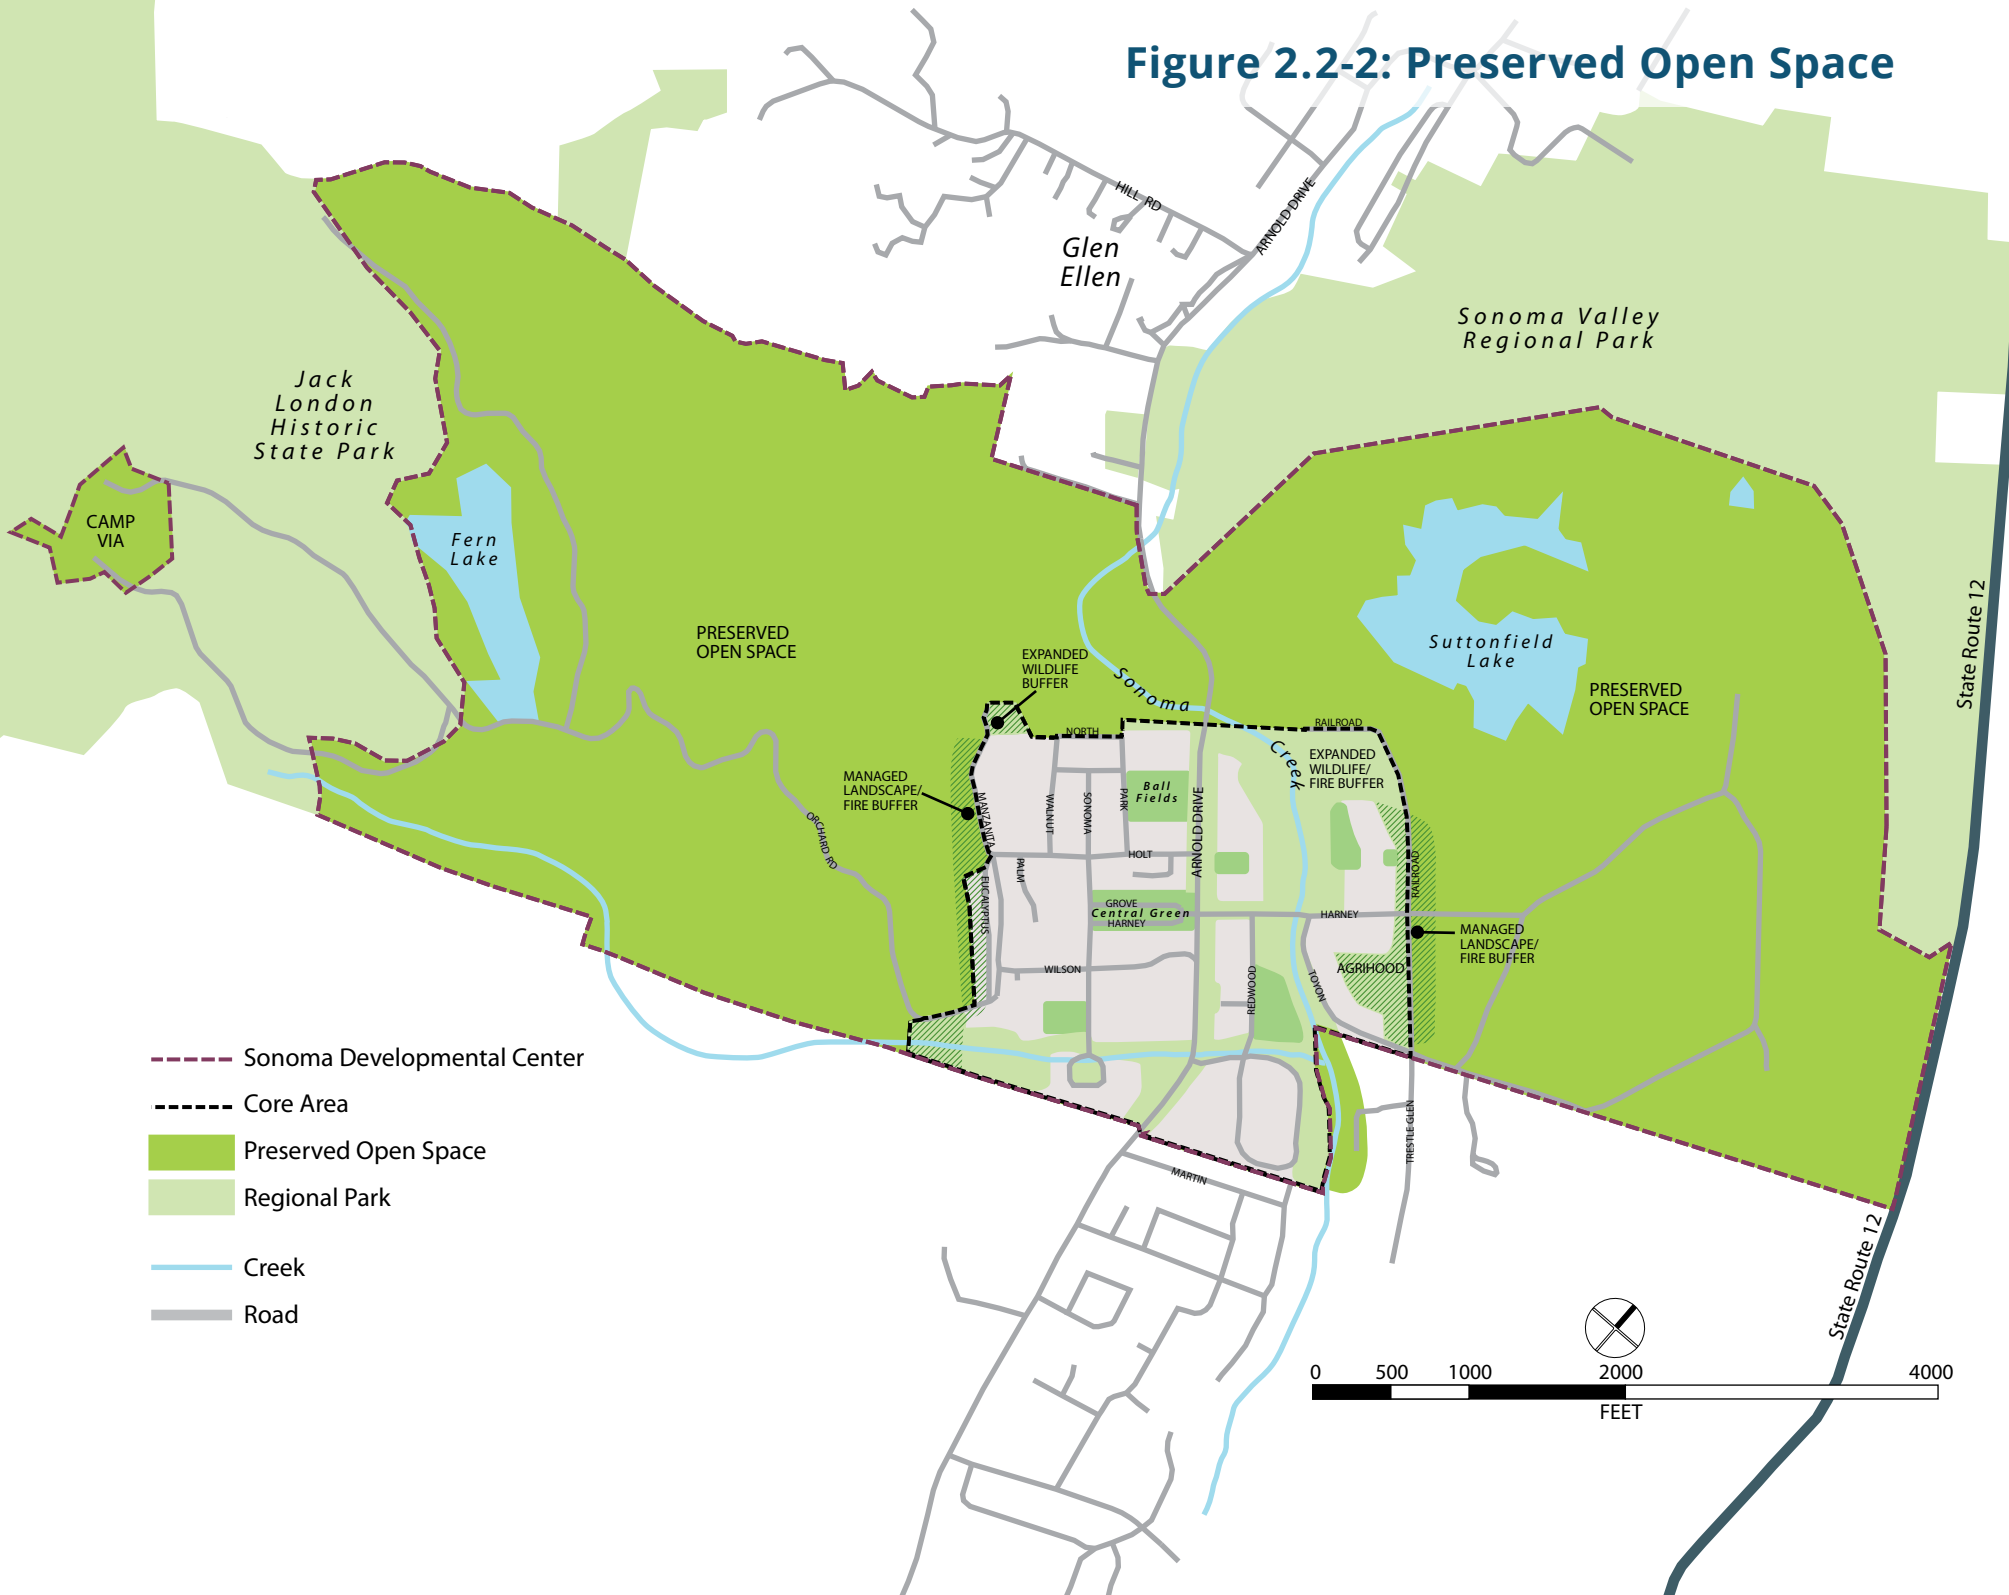 Figure 2.2-2: Preserved Open Space
HILL RD
ARNOLD DRIVE
Glen
Ellen
Sonoma Valley
Regional Park
Jack
London
Historic
State Park
CAMP
VIA
Fern
Lake
PRESERVED
OPEN SPACE
EXPANDED
WILDLIFE
BUFFER
Sonoma
Creek
Suttonfield
Lake
PRESERVED
OPEN SPACE
State Route 12
NORTH
RAILROAD
EXPANDED
WILDLIFE/
FIRE BUFFER
MANAGED
LANDSCAPE/
FIRE BUFFER
MANZANITA
WALNUT
SONOMA
PARK
Ball
Fields
ARNOLD DRIVE
ORCHARD RD
HOLT
PALM
EUCALYPTUS
RAILROAD
GROVE
Central Green
HARNEY
HARNEY
MANAGED
LANDSCAPE/
FIRE BUFFER
WILSON
REDWOOD
TOYON
AGRIHOOD
TRESTLE GLEN
MARTIN
Sonoma Developmental Center
Core Area
Preserved Open Space
Regional Park
Creek
Road
State Route 12
0 500 1000 2000 4000
FEET